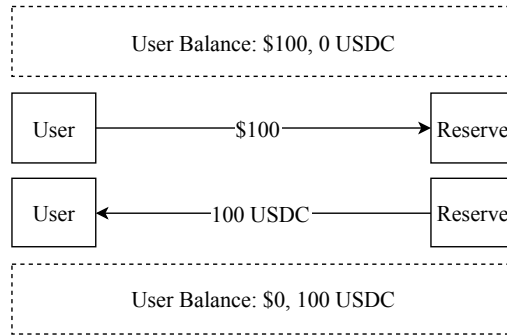 User Balance: $100, 0 USDC
User $100 Reserve
User 100 USDC Reserve
User Balance: $0, 100 USDC